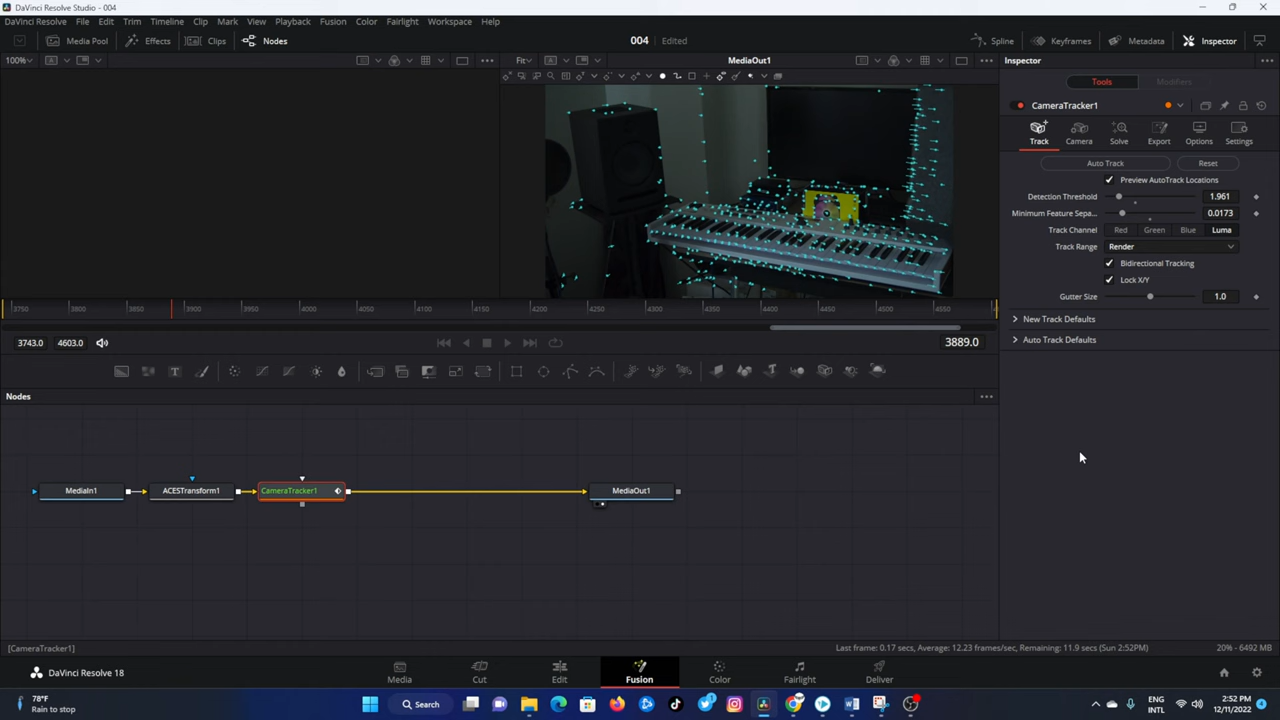 DaVinci Resolve Studio - 004
DaVinci Resolve File Edit Trim Timeline Clip Mark View Playback Fusion Color Fairlight Workspace Help
Media Pool Effects Clips Nodes 004 Edited Spline Keyframes Metadata Inspector
100% Fit MediaOut1 Inspector
Tools Modifiers
CameraTracker1
Track Camera Solve Export Options Settings
Auto Track Reset
Preview AutoTrack Locations
Detection Threshold 1.961
Minimum Feature Sepa... 0.0173
Track Channel Red Green Blue Luma
Track Range Render
Bidirectional Tracking
Lock X/Y
Gutter Size 1.0
New Track Defaults
Auto Track Defaults
3750 3800 3850 3900 3950 4000 4050 4100 4150 4200 4250 4300 4350 4400 4450 4500 4550
3743.0 4603.0 3889.0
Nodes
MediaIn1 ACESTransform1 CameraTracker1 MediaOut1
[CameraTracker1] Last frame: 0.17 secs, Average: 12.23 frames/sec, Remaining: 11.9 secs (Sun 2:52PM) 20% - 6492 MB
DaVinci Resolve 18 Media Cut Edit Fusion Color Fairlight Deliver
78°F
Rain to stop
Search
ENG
INTL
2:52 PM
12/11/2022